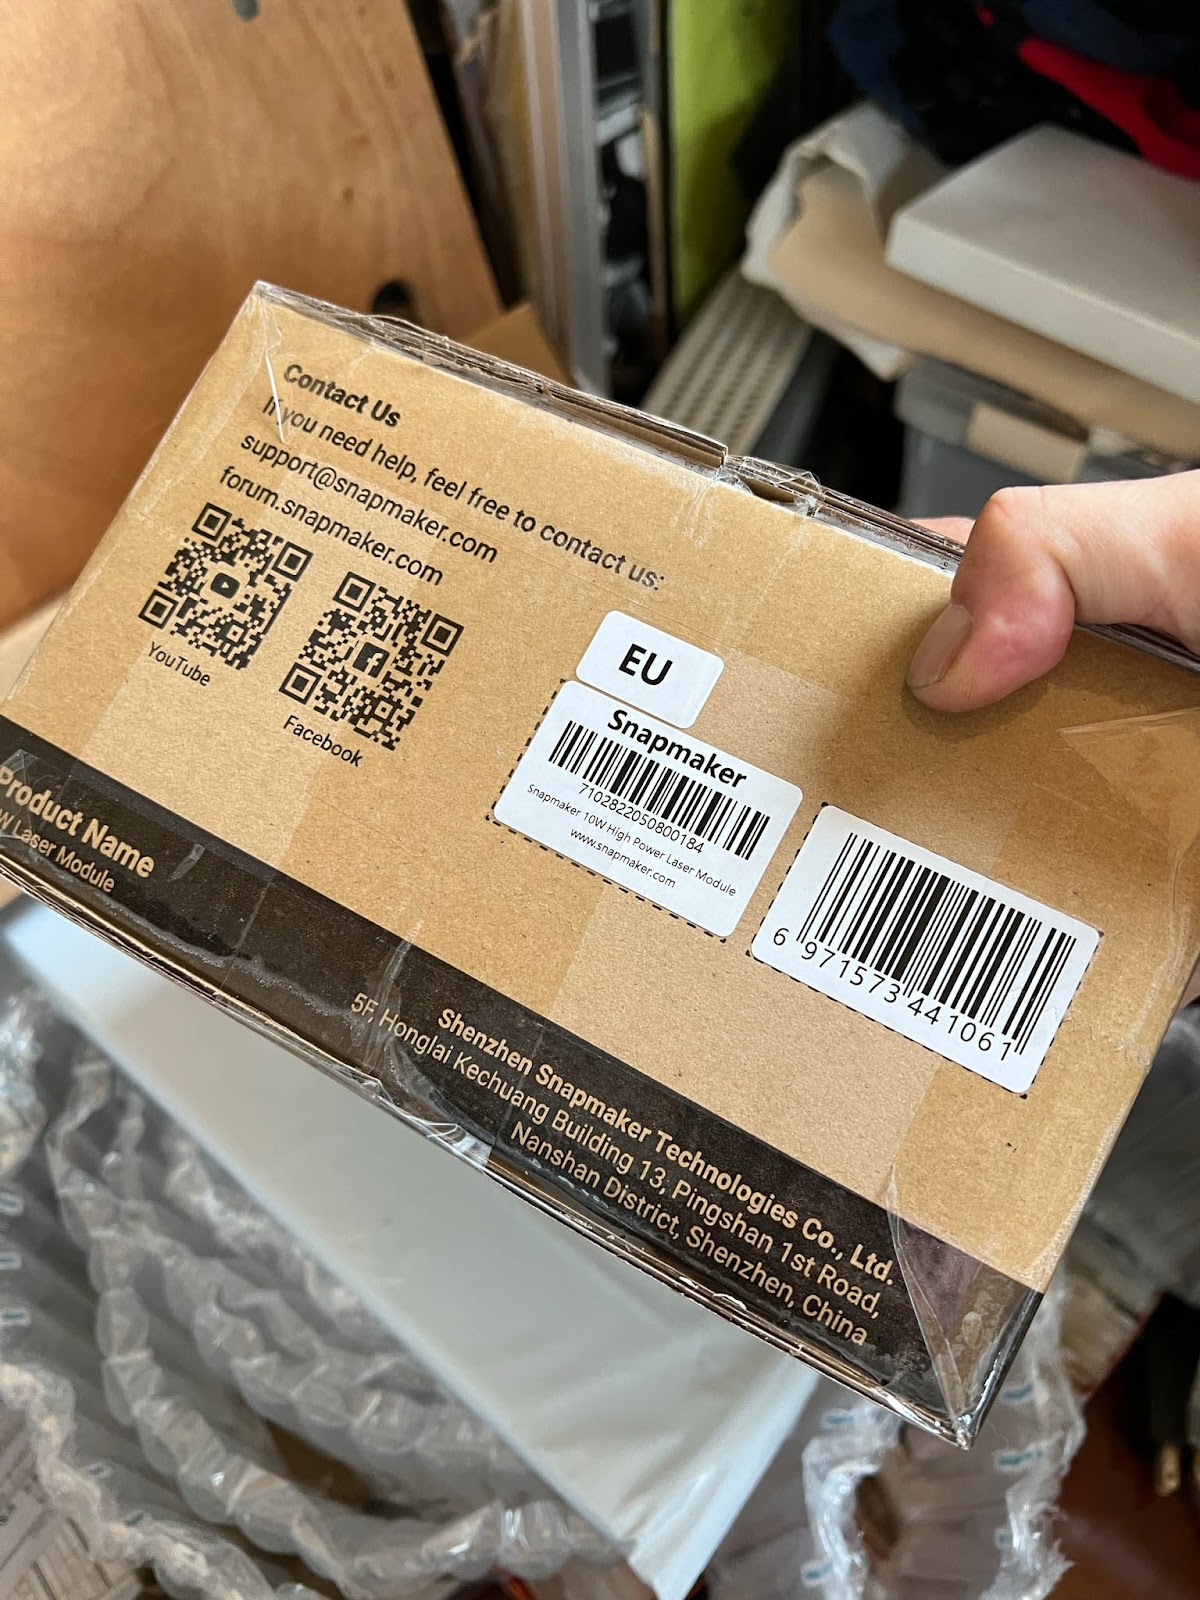 Contact Us
If you need help, feel free to contact us:
support@snapmaker.com
forum.snapmaker.com
YouTube
Facebook
EU
Snapmaker
7102822050800184
Snapmaker 10W High Power Laser Module
www.snapmaker.com
6 971573 441061
Product Name
W Laser Module
Shenzhen Snapmaker Technologies Co., Ltd.
5F, Honglai Kechuang Building 13, Pingshan 1st Road,
Nanshan District, Shenzhen, China